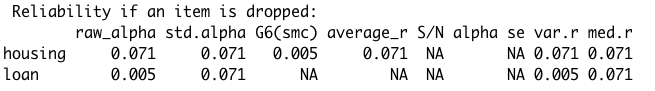 Reliability if an item is dropped:
raw_alpha std.alpha G6(smc) average_r S/N alpha se var.r med.r
housing 0.071 0.071 0.005 0.071 NA NA 0.071 0.071
loan 0.005 0.071 NA NA NA NA 0.005 0.071